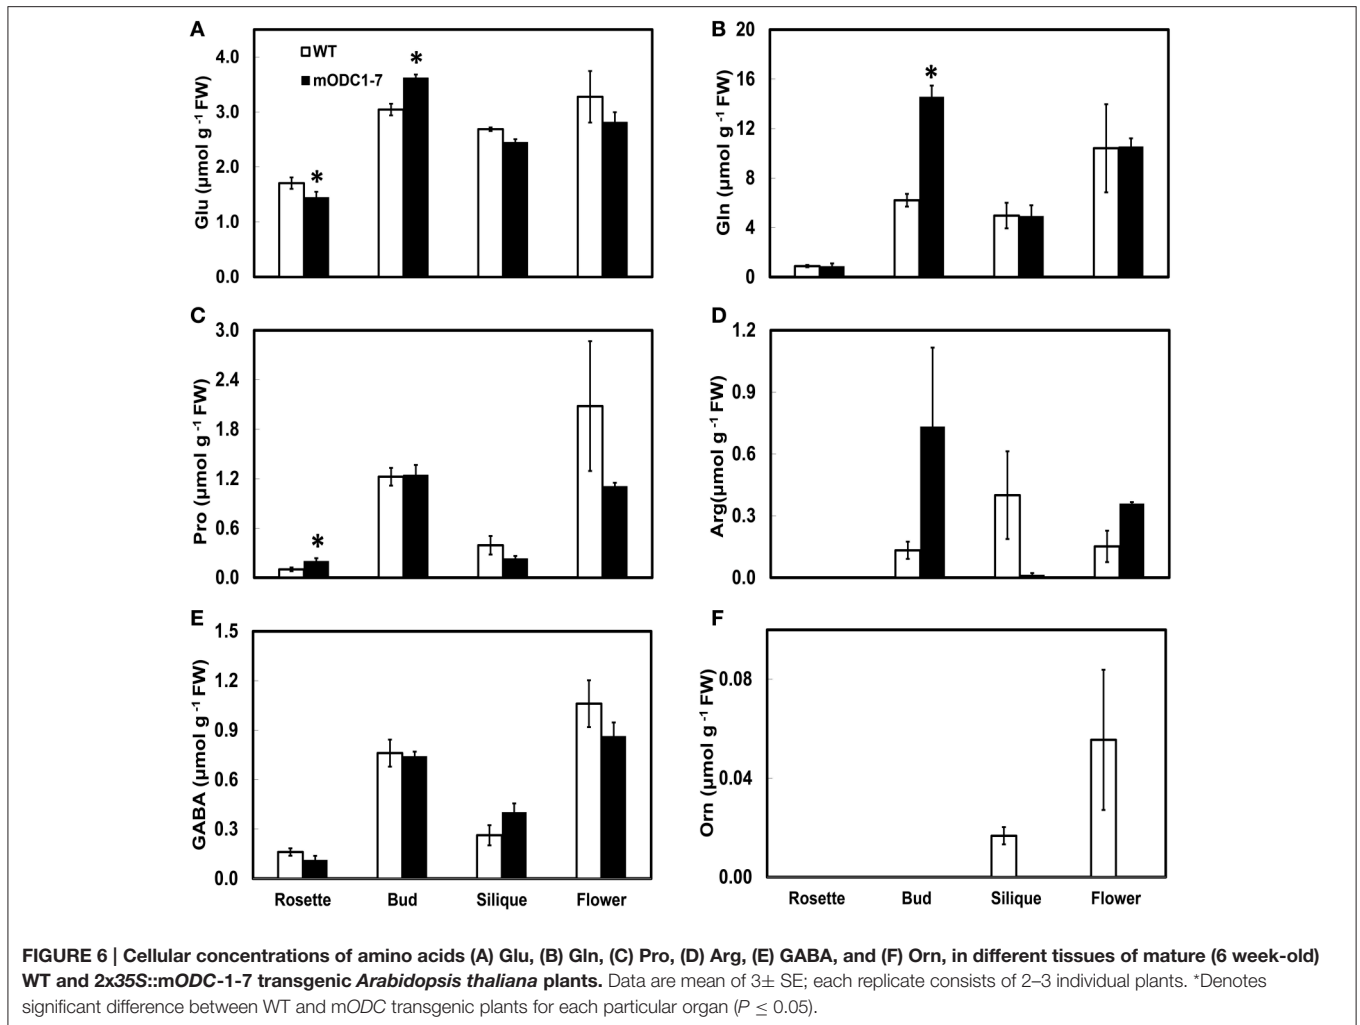 A
Glu (µmol g -1 FW)
4.0
3.0
2.0
1.0
0.0
WT
mODC1-7
*
*
B
Gln (µmol g -1 FW)
20
16
12
8
4
0
*
C
Pro (µmol g -1 FW)
3.0
2.4
1.8
1.2
0.6
0.0
*
D
Arg(µmol g -1 FW)
1.2
0.9
0.6
0.3
0.0
E
GABA (µmol g -1 FW)
1.5
1.2
0.9
0.6
0.3
0.0
Rosette Bud Silique Flower
F
Orn (µmol g -1 FW)
0.08
0.04
0.00
Rosette Bud Silique Flower
FIGURE 6 | Cellular concentrations of amino acids (A) Glu, (B) Gln, (C) Pro, (D) Arg, (E) GABA, and (F) Orn, in different tissues of mature (6 week-old)
WT and 2x35S::mODC-1-7 transgenic Arabidopsis thaliana plants. Data are mean of 3± SE; each replicate consists of 2–3 individual plants. *Denotes
significant difference between WT and mODC transgenic plants for each particular organ (P ≤ 0.05).